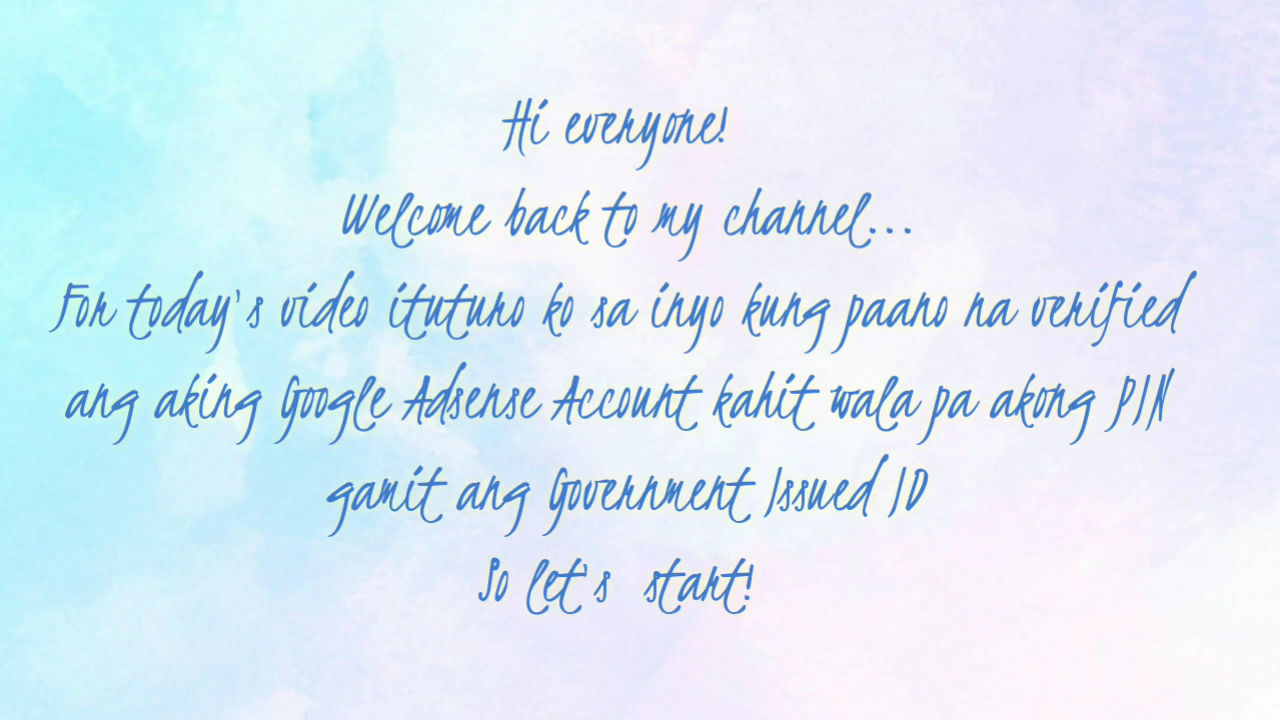 Hi everyone!
Welcome back to my channel...
For today's video ituturo ko sa inyo kung paano na verified
ang aking Google Adsense Account kahit wala pa akong PIN
gamit ang Government Issued ID
So let's start!